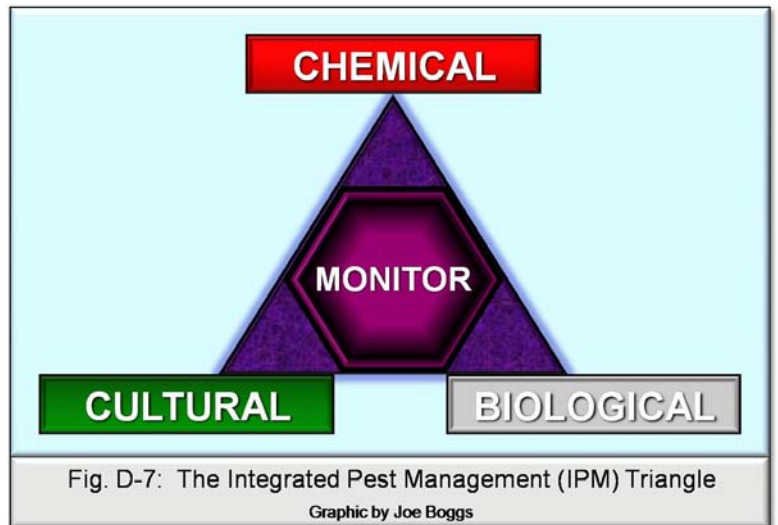 CHEMICAL
MONITOR
CULTURAL
BIOLOGICAL
Fig. D-7: The Integrated Pest Management (IPM) Triangle
Graphic by Joe Boggs